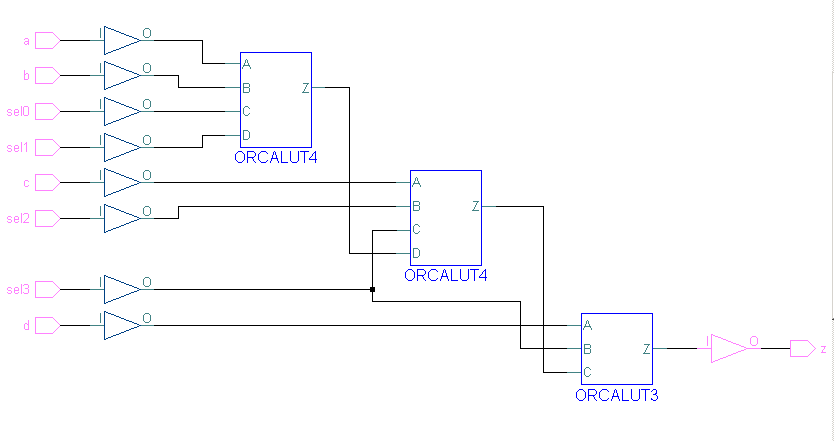 a I O
b I O A
B Z
sel0 I O C
sel1 I O D
ORCALUT4
c I O A
B Z
sel2 I O C
D
ORCALUT4
sel3 I O
d I O A
B Z I O z
C
ORCALUT3